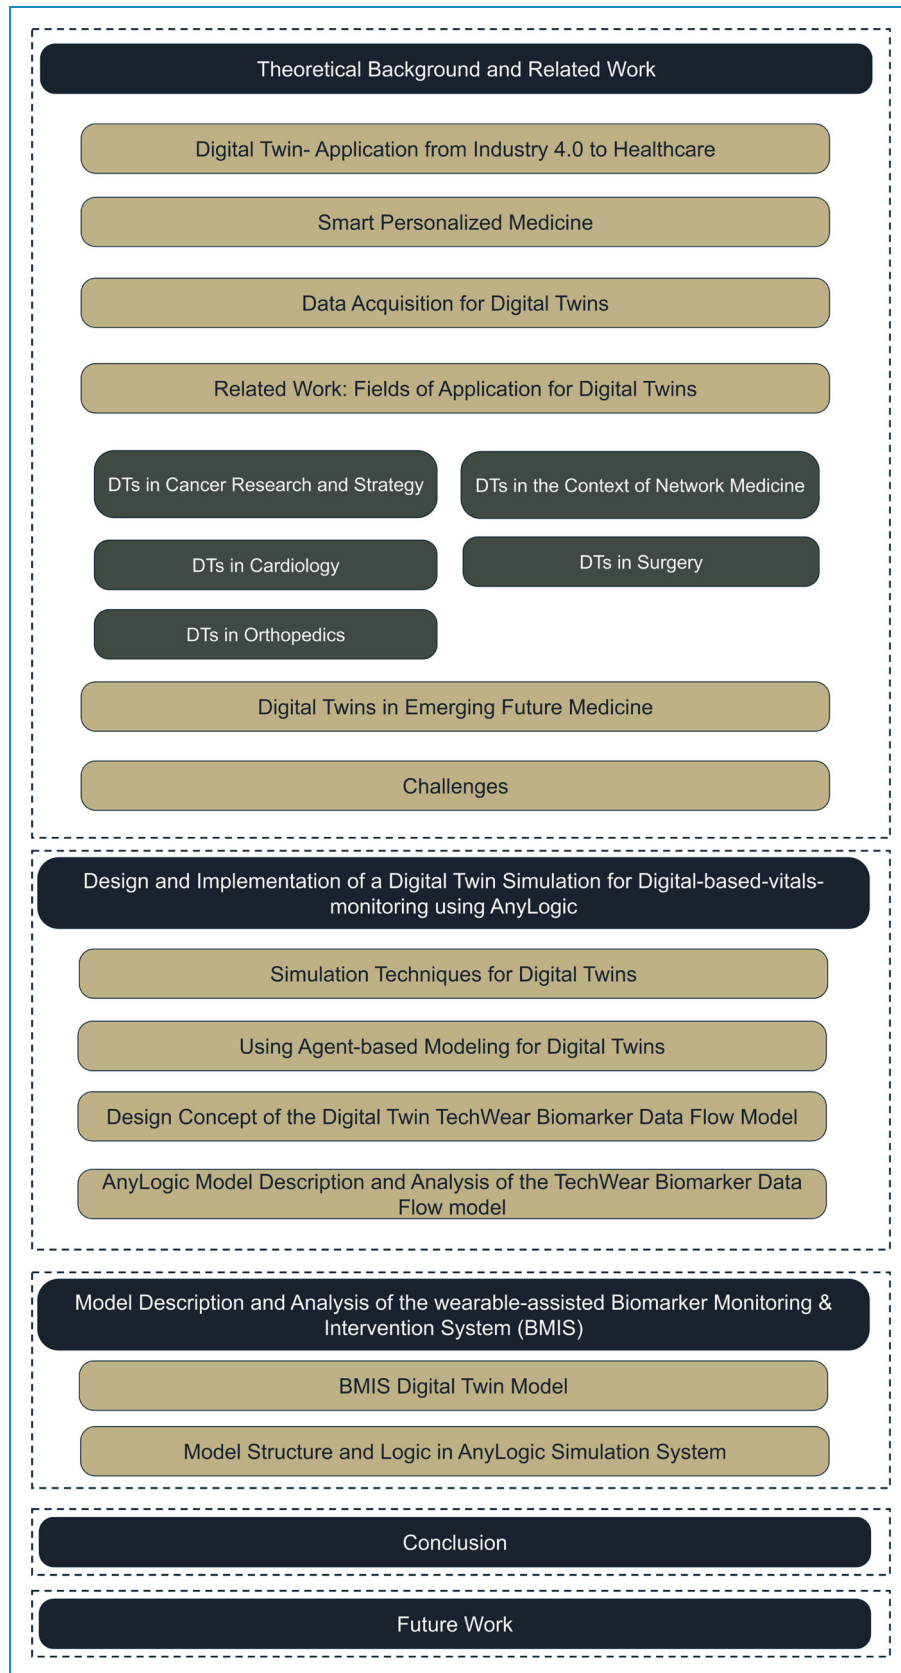 Theoretical Background and Related Work
Digital Twin- Application from Industry 4.0 to Healthcare
Smart Personalized Medicine
Data Acquisition for Digital Twins
Related Work: Fields of Application for Digital Twins
DTs in Cancer Research and Strategy
DTs in the Context of Network Medicine
DTs in Cardiology
DTs in Surgery
DTs in Orthopedics
Digital Twins in Emerging Future Medicine
Challenges
Design and Implementation of a Digital Twin Simulation for Digital-based-vitals-
monitoring using AnyLogic
Simulation Techniques for Digital Twins
Using Agent-based Modeling for Digital Twins
Design Concept of the Digital Twin TechWear Biomarker Data Flow Model
AnyLogic Model Description and Analysis of the TechWear Biomarker Data
Flow model
Model Description and Analysis of the wearable-assisted Biomarker Monitoring &
Intervention System (BMIS)
BMIS Digital Twin Model
Model Structure and Logic in AnyLogic Simulation System
Conclusion
Future Work